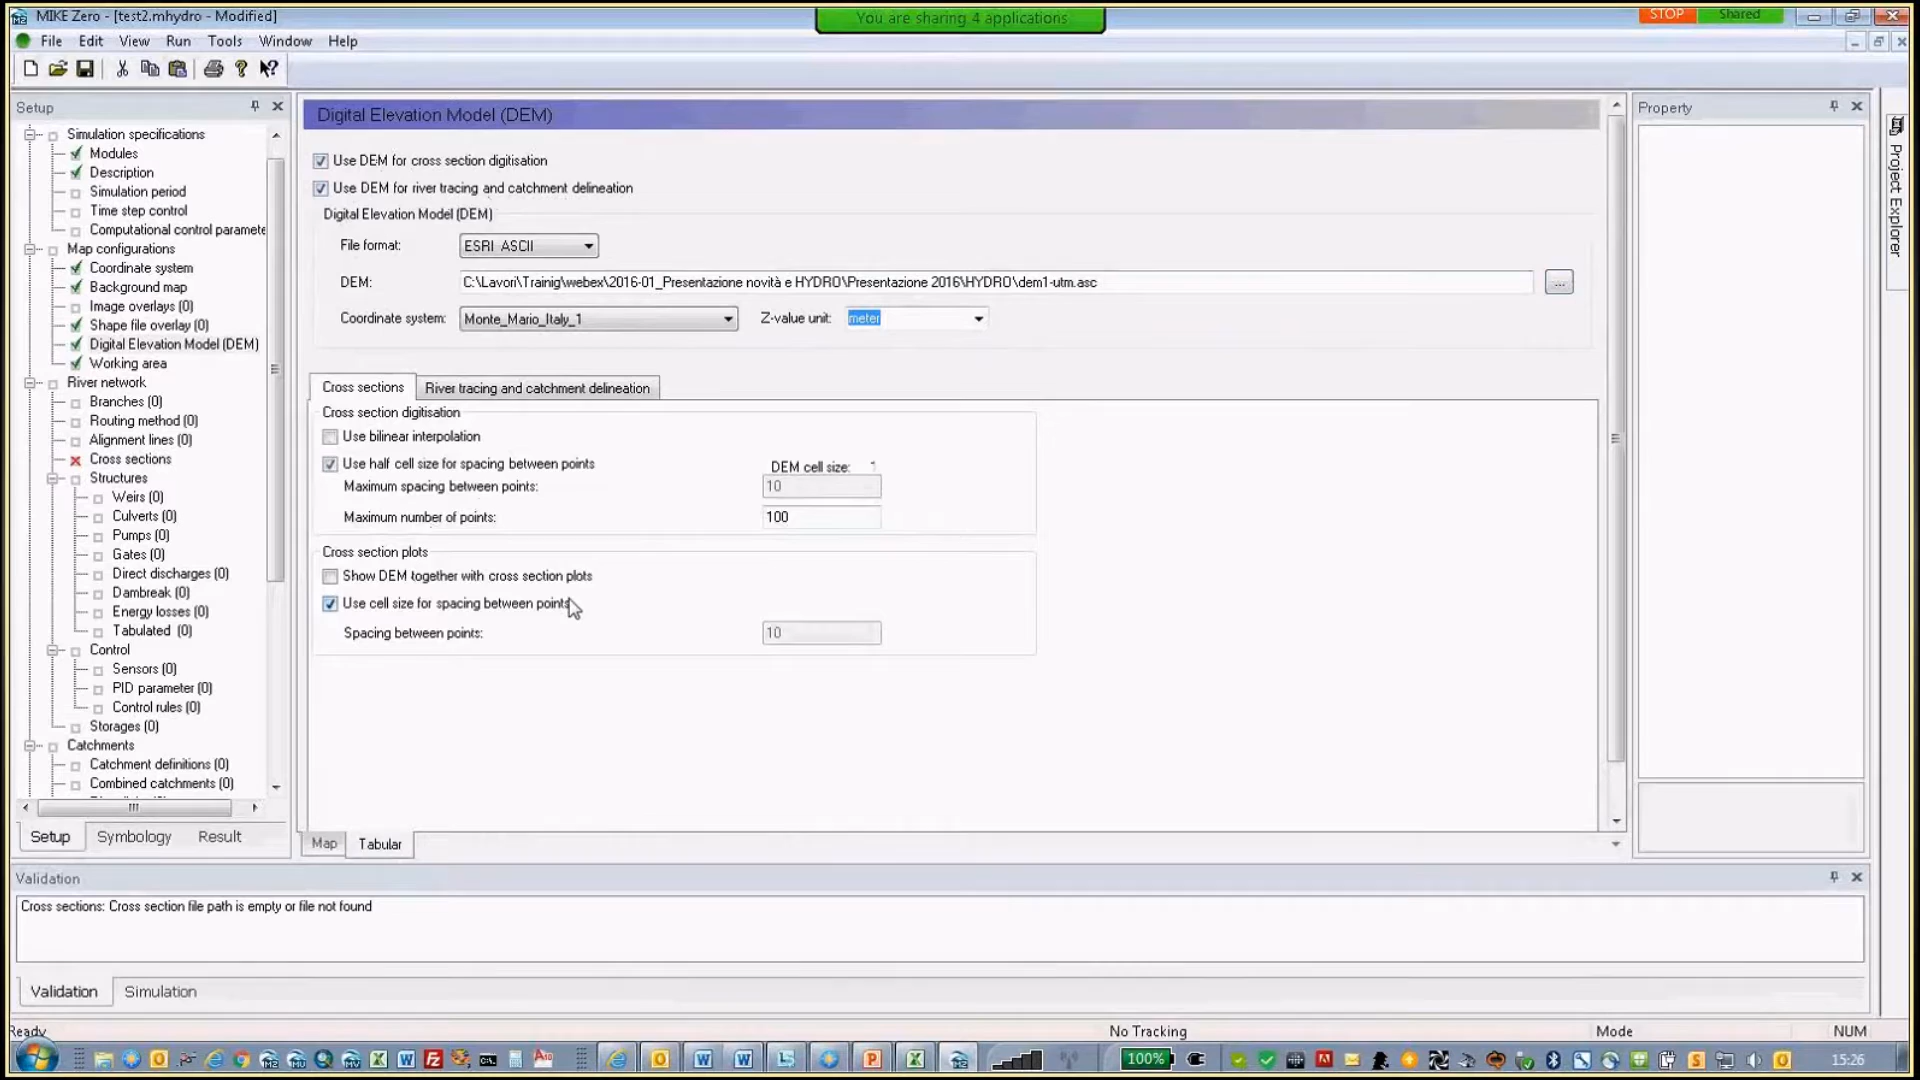 MIKE Zero - [test2.mhydro - Modified]
You are sharing 4 applications
STOP
Shared
File Edit View Run Tools Window Help
Setup
Simulation specifications
Modules
Description
Simulation period
Time step control
Computational control paramete
Map configurations
Coordinate system
Background map
Image overlays (0)
Shape file overlay (0)
Digital Elevation Model (DEM)
Working area
River network
Branches (0)
Routing method (0)
Alignment lines (0)
Cross sections
Structures
Weirs (0)
Culverts (0)
Pumps (0)
Gates (0)
Direct discharges (0)
Dambreak (0)
Energy losses (0)
Tabulated (0)
Control
Sensors (0)
PID parameter (0)
Control rules (0)
Storages (0)
Catchments
Catchment definitions (0)
Combined catchments (0)
Setup Symbology Result
Digital Elevation Model (DEM)
Use DEM for cross section digitisation
Use DEM for river tracing and catchment delineation
Digital Elevation Model (DEM)
File format: ESRI ASCII
DEM: C:\Lavori\Trainig\webex\2016-01_Presentazione novità e HYDRO\Presentazione 2016\HYDRO\dem1-utm.asc ...
Coordinate system: Monte_Mario_Italy_1 Z-value unit: meter
Cross sections River tracing and catchment delineation
Cross section digitisation
Use bilinear interpolation
Use half cell size for spacing between points
DEM cell size:
Maximum spacing between points: 10
Maximum number of points: 100
Cross section plots
Show DEM together with cross section plots
Use cell size for spacing between points
Spacing between points: 10
Map Tabular
Property
Project Explorer
Validation
Cross sections: Cross section file path is empty or file not found
Validation Simulation
Ready
No Tracking
Mode
NUM
100%
15:26